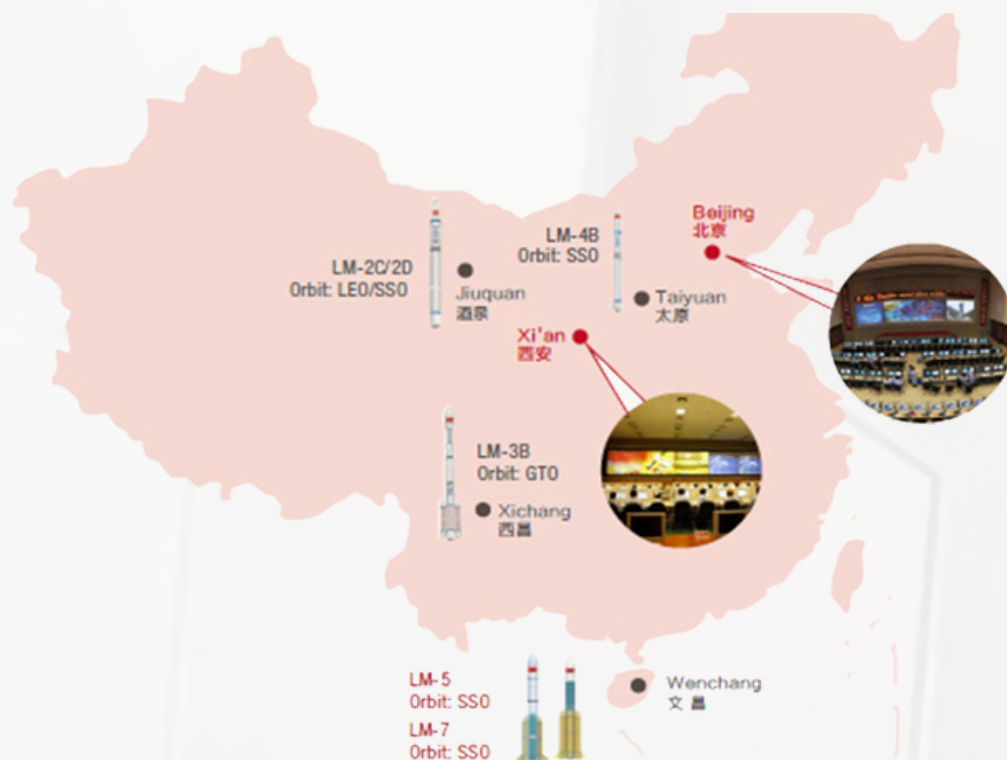 Beijing
北京
LM-4B
Orbit: SSO
LM-2C/2D
Orbit: LEO/SSO
Jiuquan
酒泉
Taiyuan
太原
Xi'an
西安
LM-3B
Orbit: GTO
Xichang
西昌
LM-5
Orbit: SSO
LM-7
Orbit: SSO
Wenchang
文昌